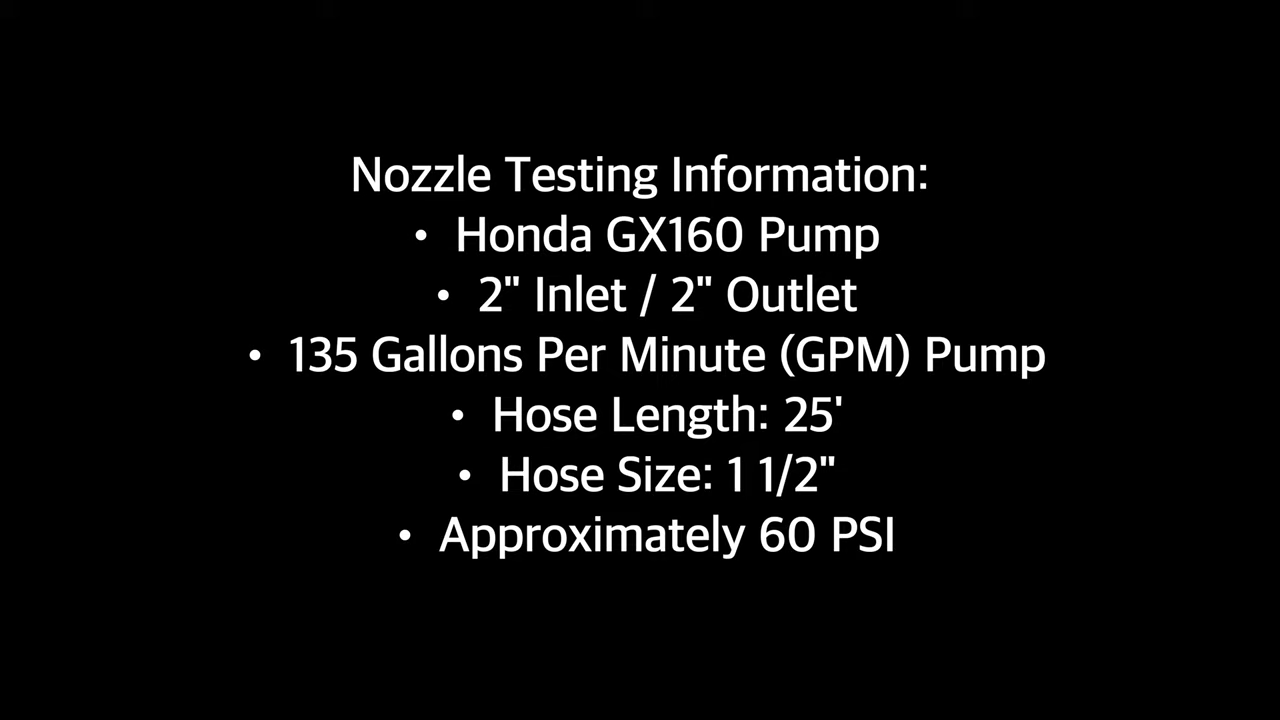 Nozzle Testing Information:
• Honda GX160 Pump
• 2" Inlet / 2" Outlet
• 135 Gallons Per Minute (GPM) Pump
• Hose Length: 25'
• Hose Size: 1 1/2"
• Approximately 60 PSI